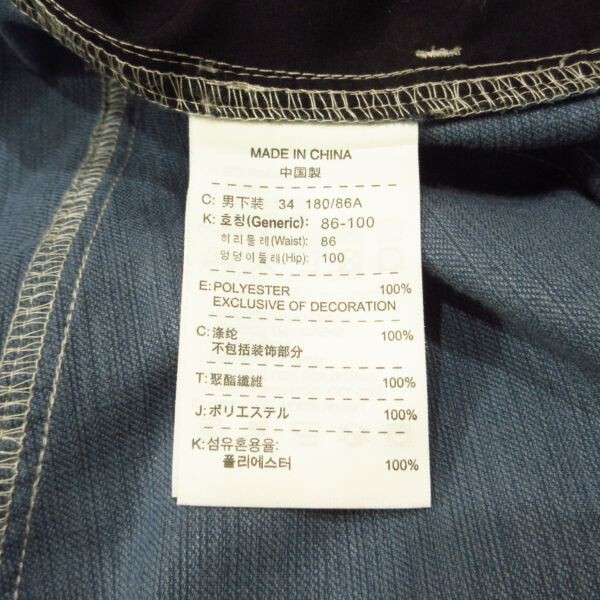 MADE IN CHINA
中国製
C: 男下裝 34 180/86A
K: 호칭(Generic): 86-100
허리둘레(Waist): 86
엉덩이둘레(Hip): 100
E: POLYESTER 100%
EXCLUSIVE OF DECORATION
C: 涤纶 100%
不包括装饰部分
T: 聚酯纖維 100%
J: ポリエステル 100%
K: 섬유혼용율:
폴리에스터 100%